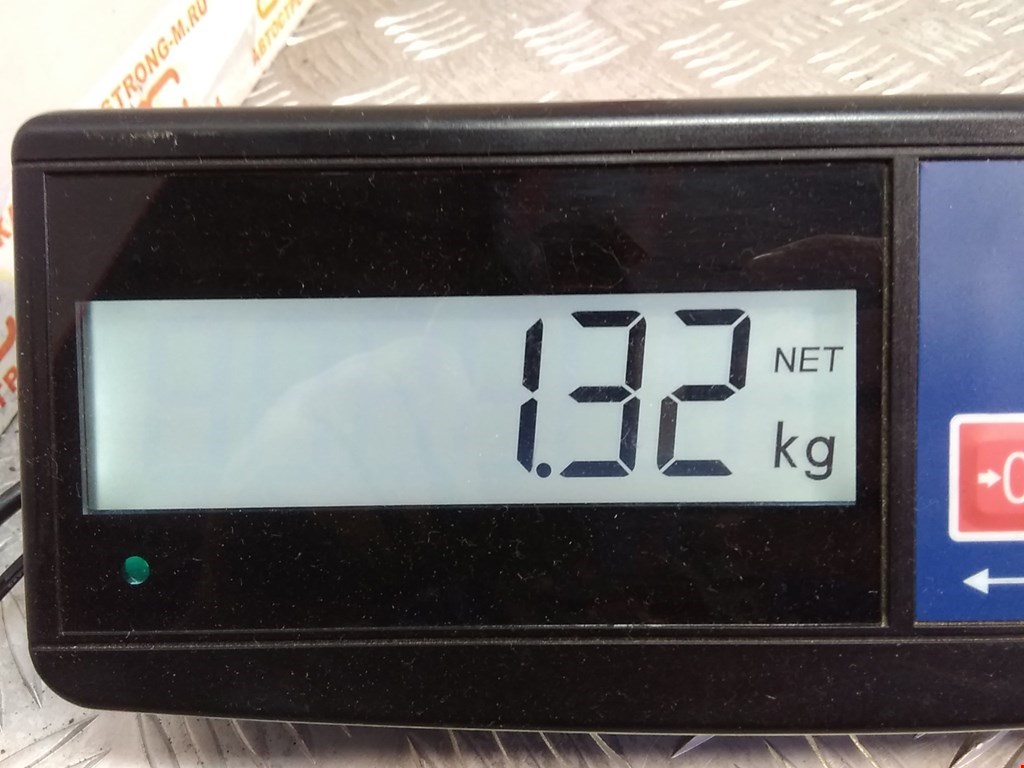 STRONG-M.RU
1.32
NET
kg